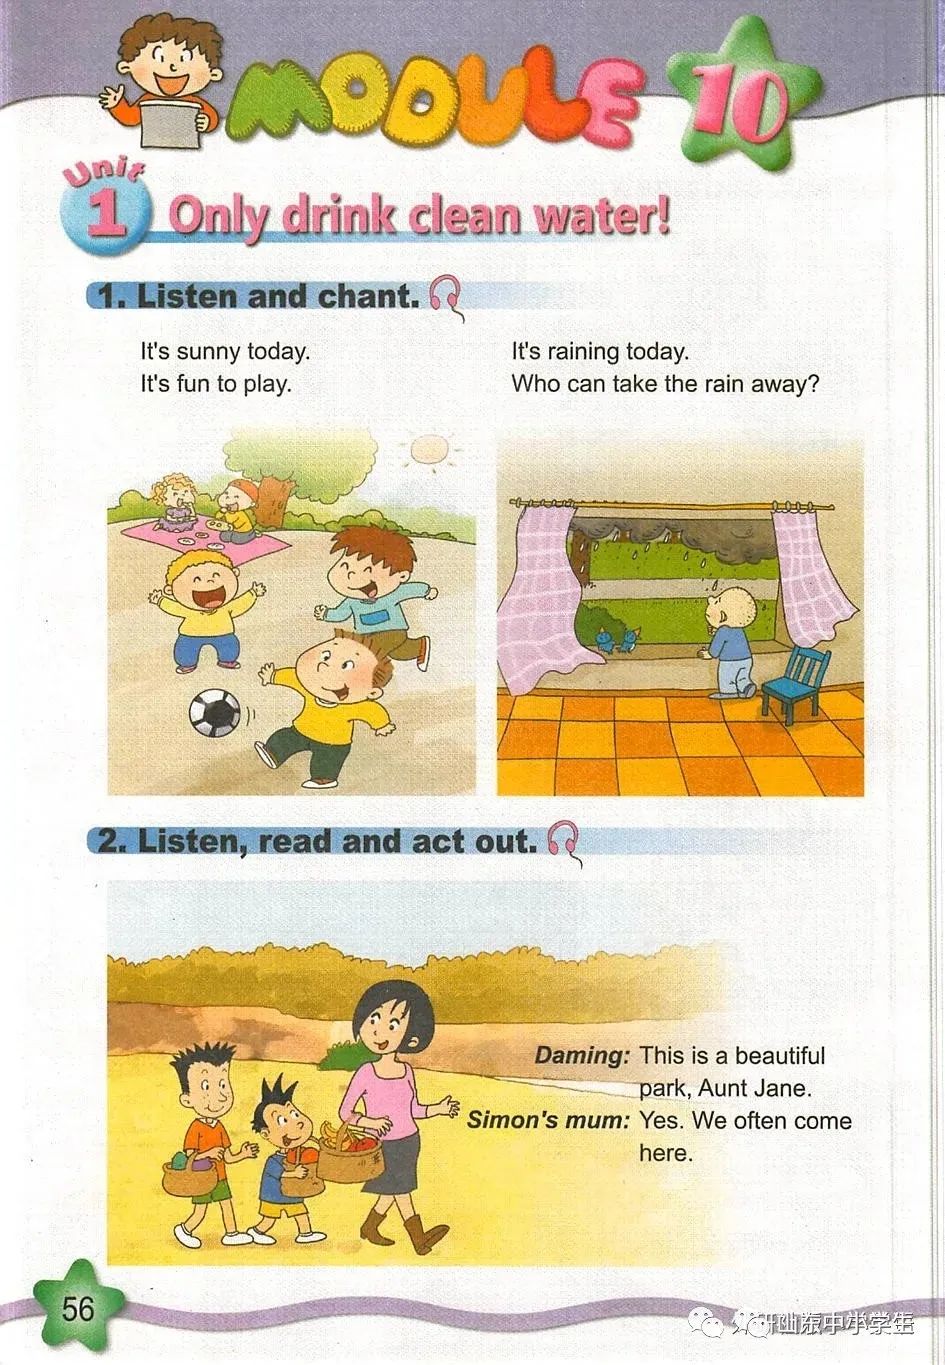 MODULE 10
Unit
1 Only drink clean water!
1. Listen and chant.
It's sunny today.
It's fun to play.
It's raining today.
Who can take the rain away?
2. Listen, read and act out.
Daming: This is a beautiful
park, Aunt Jane.
Simon's mum: Yes. We often come
here.
56
中小学生